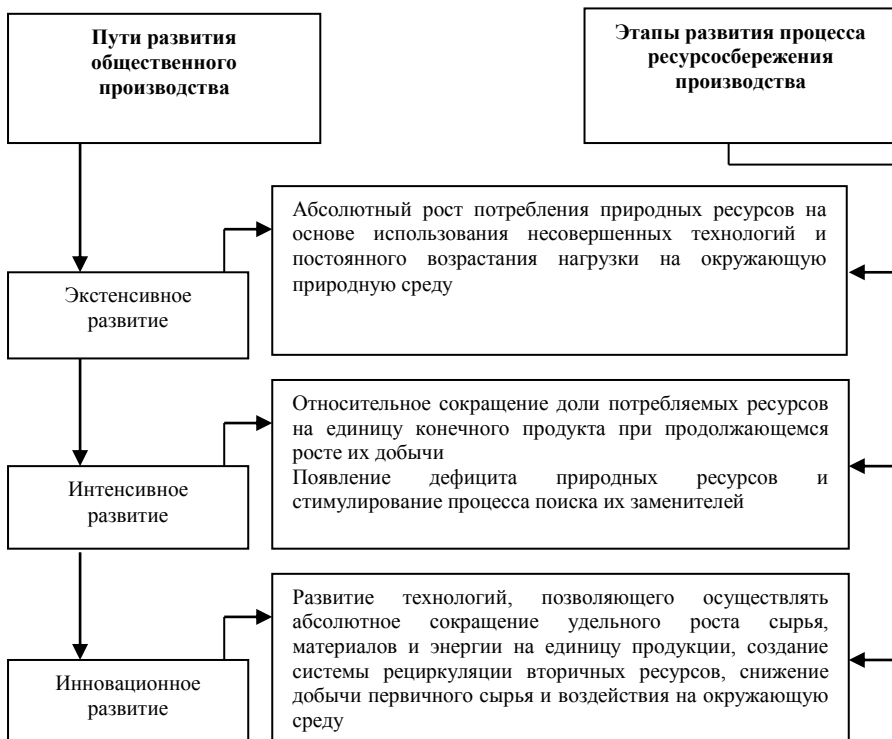 Пути развития
общественного
производства
Этапы развития процесса
ресурсосбережения
производства
Абсолютный рост потребления природных ресурсов на
основе использования несовершенных технологий и
постоянного возрастания нагрузки на окружающую
природную среду
Экстенсивное
развитие
Относительное сокращение доли потребляемых ресурсов
на единицу конечного продукта при продолжающемся
росте их добычи
Появление дефицита природных ресурсов и
стимулирование процесса поиска их заменителей
Интенсивное
развитие
Развитие технологий, позволяющего осуществлять
абсолютное сокращение удельного роста сырья,
материалов и энергии на единицу продукции, создание
системы рециркуляции вторичных ресурсов, снижение
добычи первичного сырья и воздействия на окружающую
среду
Инновационное
развитие